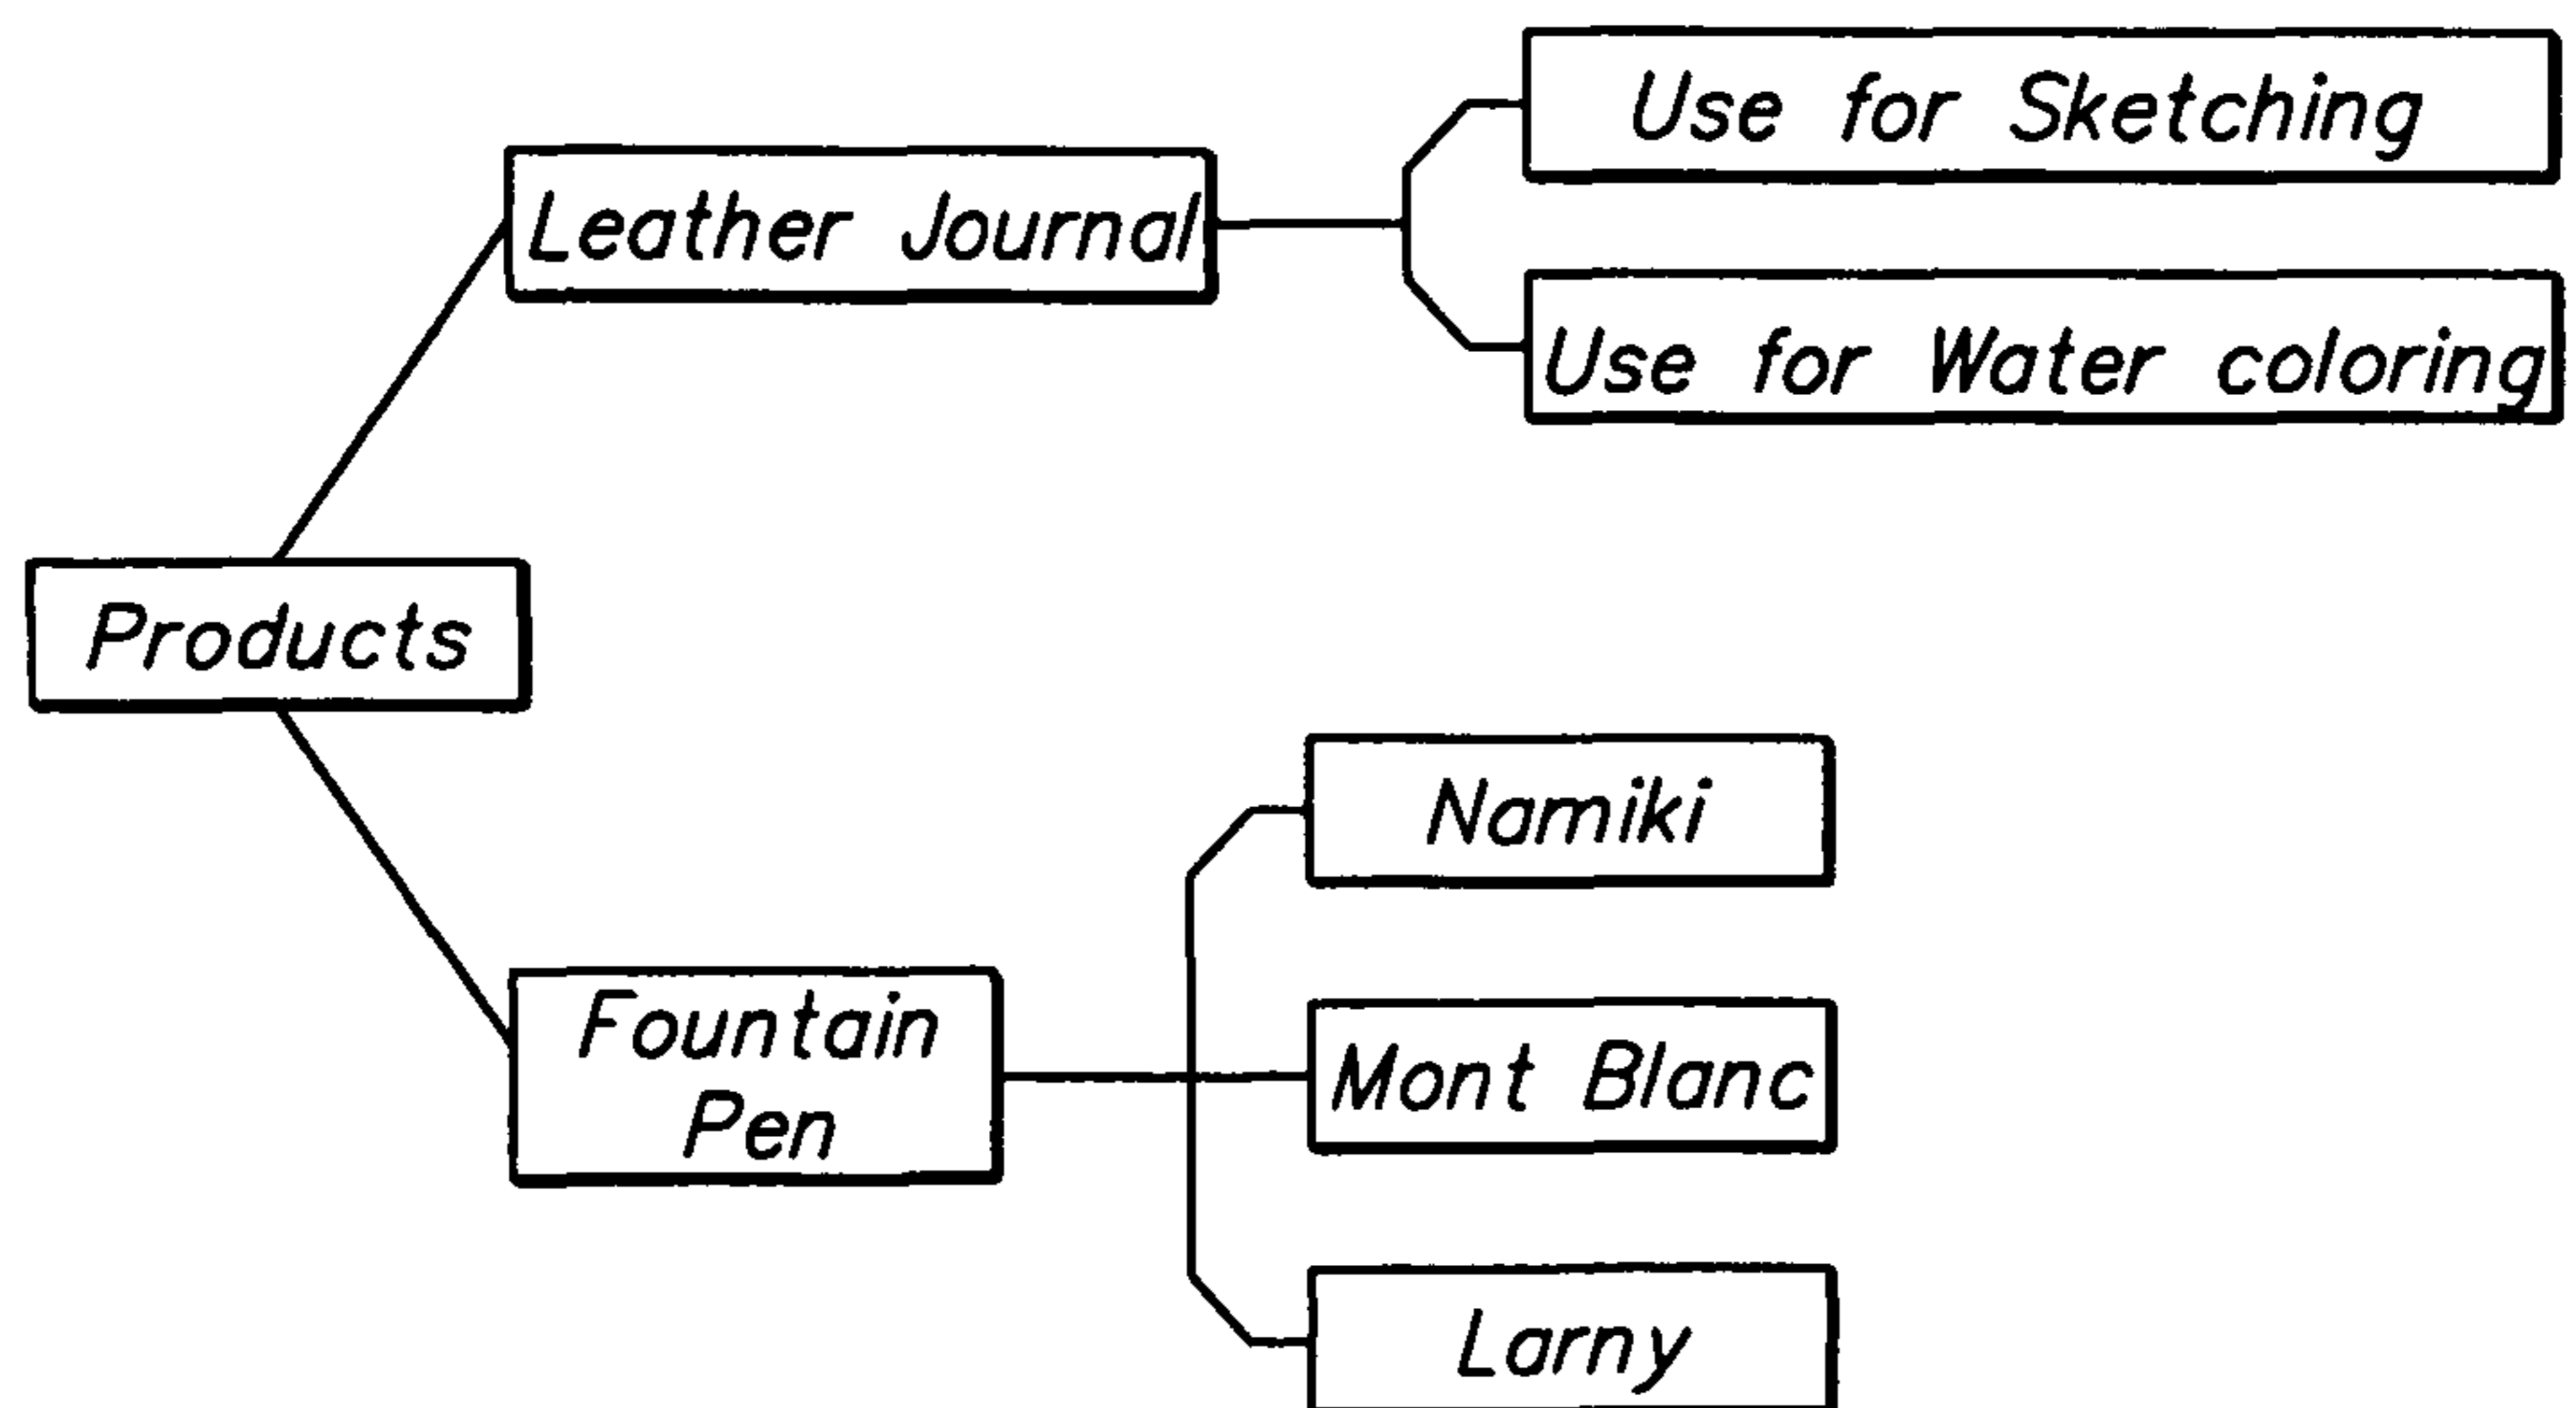 Use for Sketching
Leather Journal
Use for Water coloring
Products
Namiki
Fountain
Pen
Mont Blanc
Larny